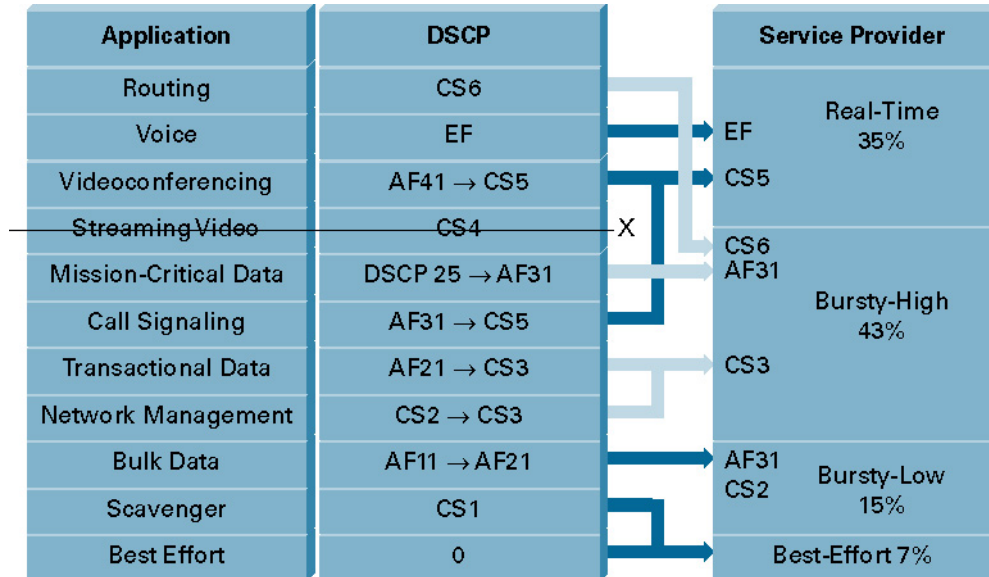 Application DSCP Service Provider
Routing CS6
Voice EF
Videoconferencing AF41 → CS5
Streaming Video CS4 X
Mission-Critical Data DSCP 25 → AF31
Call Signaling AF31 → CS5
Transactional Data AF21 → CS3
Network Management CS2 → CS3
Bulk Data AF11 → AF21
Scavenger CS1
Best Effort 0
EF
CS5
Real-Time
35%
CS6
AF31
CS3
Bursty-High
43%
AF31
CS2
Bursty-Low
15%
Best-Effort 7%